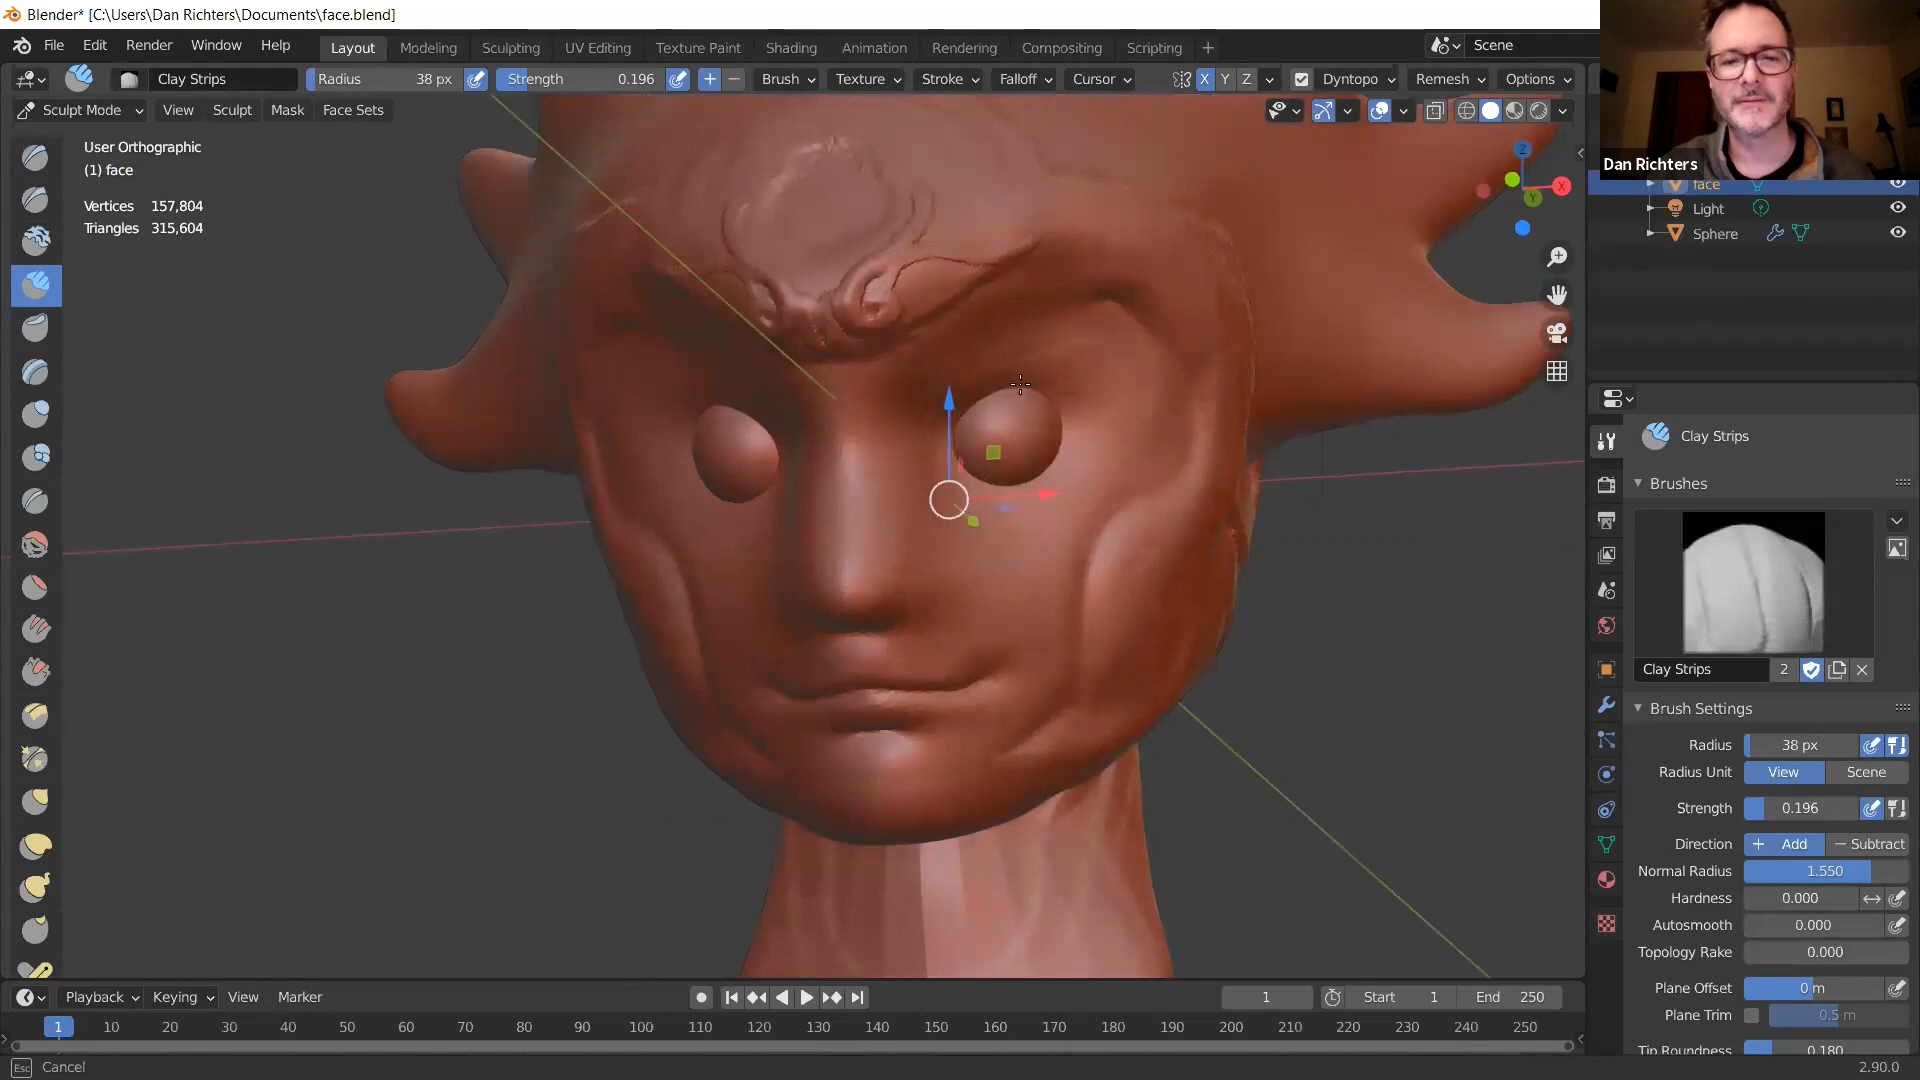 Blender* [C:\Users\Dan Richters\Documents\face.blend]
File Edit Render Window Help Layout Modeling Sculpting UV Editing Texture Paint Shading Animation Rendering Compositing Scripting + Scene
Clay Strips Radius 38 px Strength 0.196 Brush Texture Stroke Falloff Cursor X Y Z Dyntopo Remesh Options
Sculpt Mode View Sculpt Mask Face Sets
Dan Richters
User Orthographic
(1) face
Vertices 157,804
Triangles 315,604
Z
X
Y
face
Light
Sphere
Clay Strips
Brushes
Clay Strips 2
Brush Settings
Radius 38 px
Radius Unit View Scene
Strength 0.196
Direction + Add − Subtract
Normal Radius 1.550
Hardness 0.000
Autosmooth 0.000
Topology Rake 0.000
Plane Offset 0 m
Plane Trim 0.5 m
Tip Roundness 0.180
Playback Keying View Marker 1 Start 1 End 250
1 10 20 30 40 50 60 70 80 90 100 110 120 130 140 150 160 170 180 190 200 210 220 230 240 250
Esc Cancel 2.90.0